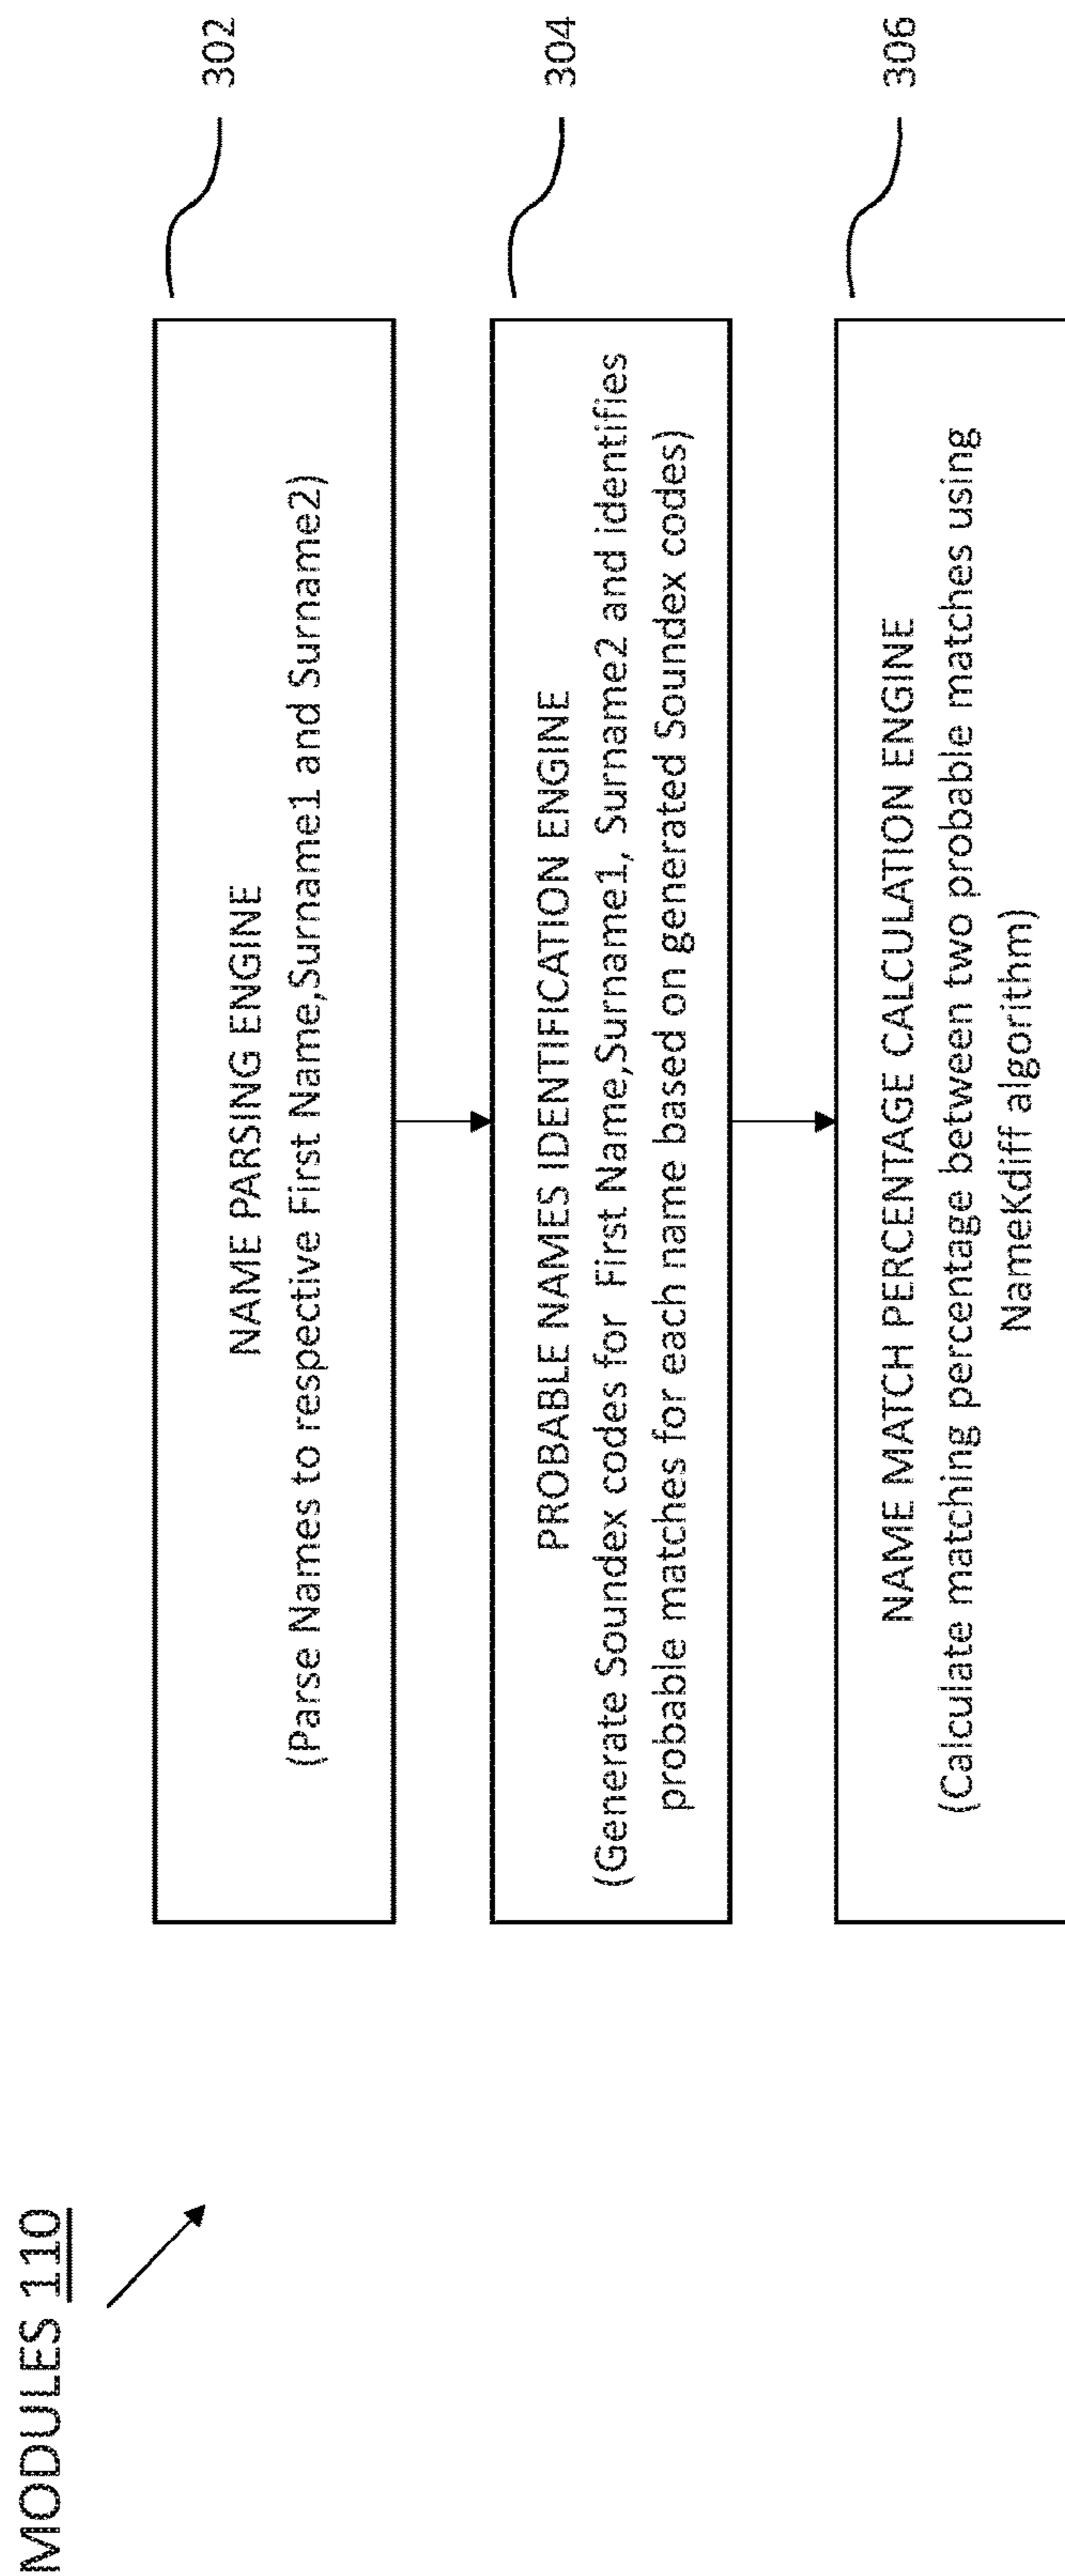 MODULES 110
302
NAME PARSING ENGINE
(Parse Names to respective First Name,Surname1 and Surname2)
304
PROBABLE NAMES IDENTIFICATION ENGINE
(Generate Soundex codes for First Name,Surname1, Surname2 and identifies
probable matches for each name based on generated Soundex codes)
306
NAME MATCH PERCENTAGE CALCULATION ENGINE
(Calculate matching percentage between two probable matches using
NameKdiff algorithm)